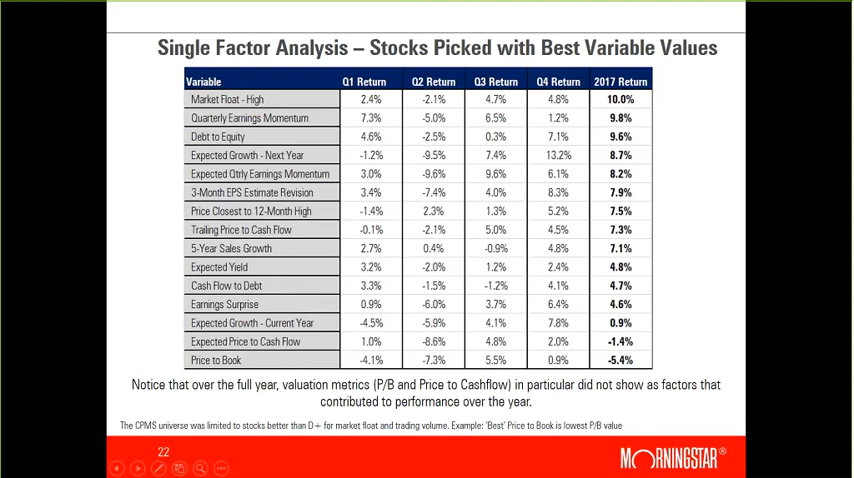 Single Factor Analysis – Stocks Picked with Best Variable Values
Variable Q1 Return Q2 Return Q3 Return Q4 Return 2017 Return
Market Float - High 2.4% -2.1% 4.7% 4.8% 10.0%
Quarterly Earnings Momentum 7.3% -5.0% 6.5% 1.2% 9.8%
Debt to Equity 4.6% -2.5% 0.3% 7.1% 9.6%
Expected Growth - Next Year -1.2% -9.5% 7.4% 13.2% 8.7%
Expected Qtrly Earnings Momentum 3.0% -9.6% 9.6% 6.1% 8.2%
3-Month EPS Estimate Revision 3.4% -7.4% 4.0% 8.3% 7.9%
Price Closest to 12-Month High -1.4% 2.3% 1.3% 5.2% 7.5%
Trailing Price to Cash Flow -0.1% -2.1% 5.0% 4.5% 7.3%
5-Year Sales Growth 2.7% 0.4% -0.9% 4.8% 7.1%
Expected Yield 3.2% -2.0% 1.2% 2.4% 4.8%
Cash Flow to Debt 3.3% -1.5% -1.2% 4.1% 4.7%
Earnings Surprise 0.9% -6.0% 3.7% 6.4% 4.6%
Expected Growth - Current Year -4.5% -5.9% 4.1% 7.8% 0.9%
Expected Price to Cash Flow 1.0% -8.6% 4.8% 2.0% -1.4%
Price to Book -4.1% -7.3% 5.5% 0.9% -5.4%
Notice that over the full year, valuation metrics (P/B and Price to Cashflow) in particular did not show as factors that
contributed to performance over the year.
The CPMS universe was limited to stocks better than D+ for market float and trading volume. Example: 'Best' Price to Book is lowest P/B value
22
MORNINGSTAR®